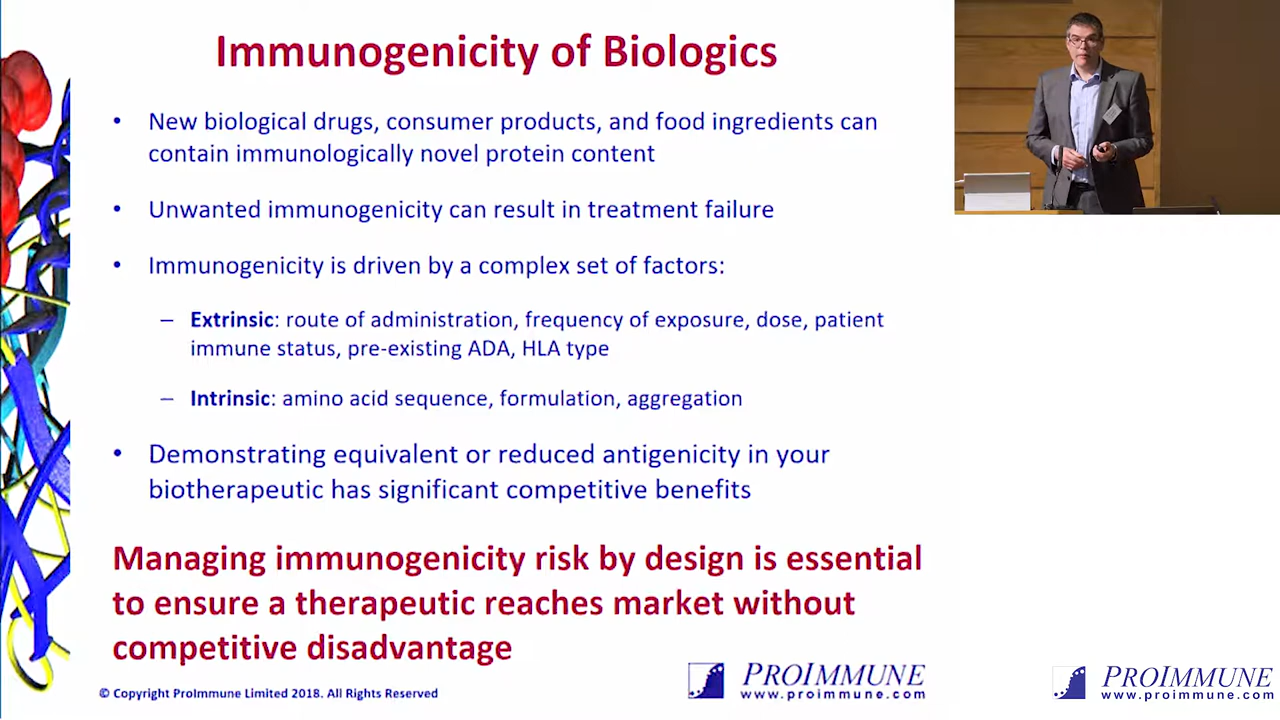 Immunogenicity of Biologics
• New biological drugs, consumer products, and food ingredients can
contain immunologically novel protein content
• Unwanted immunogenicity can result in treatment failure
• Immunogenicity is driven by a complex set of factors:
– Extrinsic: route of administration, frequency of exposure, dose, patient
immune status, pre-existing ADA, HLA type
– Intrinsic: amino acid sequence, formulation, aggregation
• Demonstrating equivalent or reduced antigenicity in your
biotherapeutic has significant competitive benefits
Managing immunogenicity risk by design is essential
to ensure a therapeutic reaches market without
competitive disadvantage
© Copyright ProImmune Limited 2018. All Rights Reserved
PROIMMUNE
www.proimmune.com
PROIMMUNE
www.proimmune.com